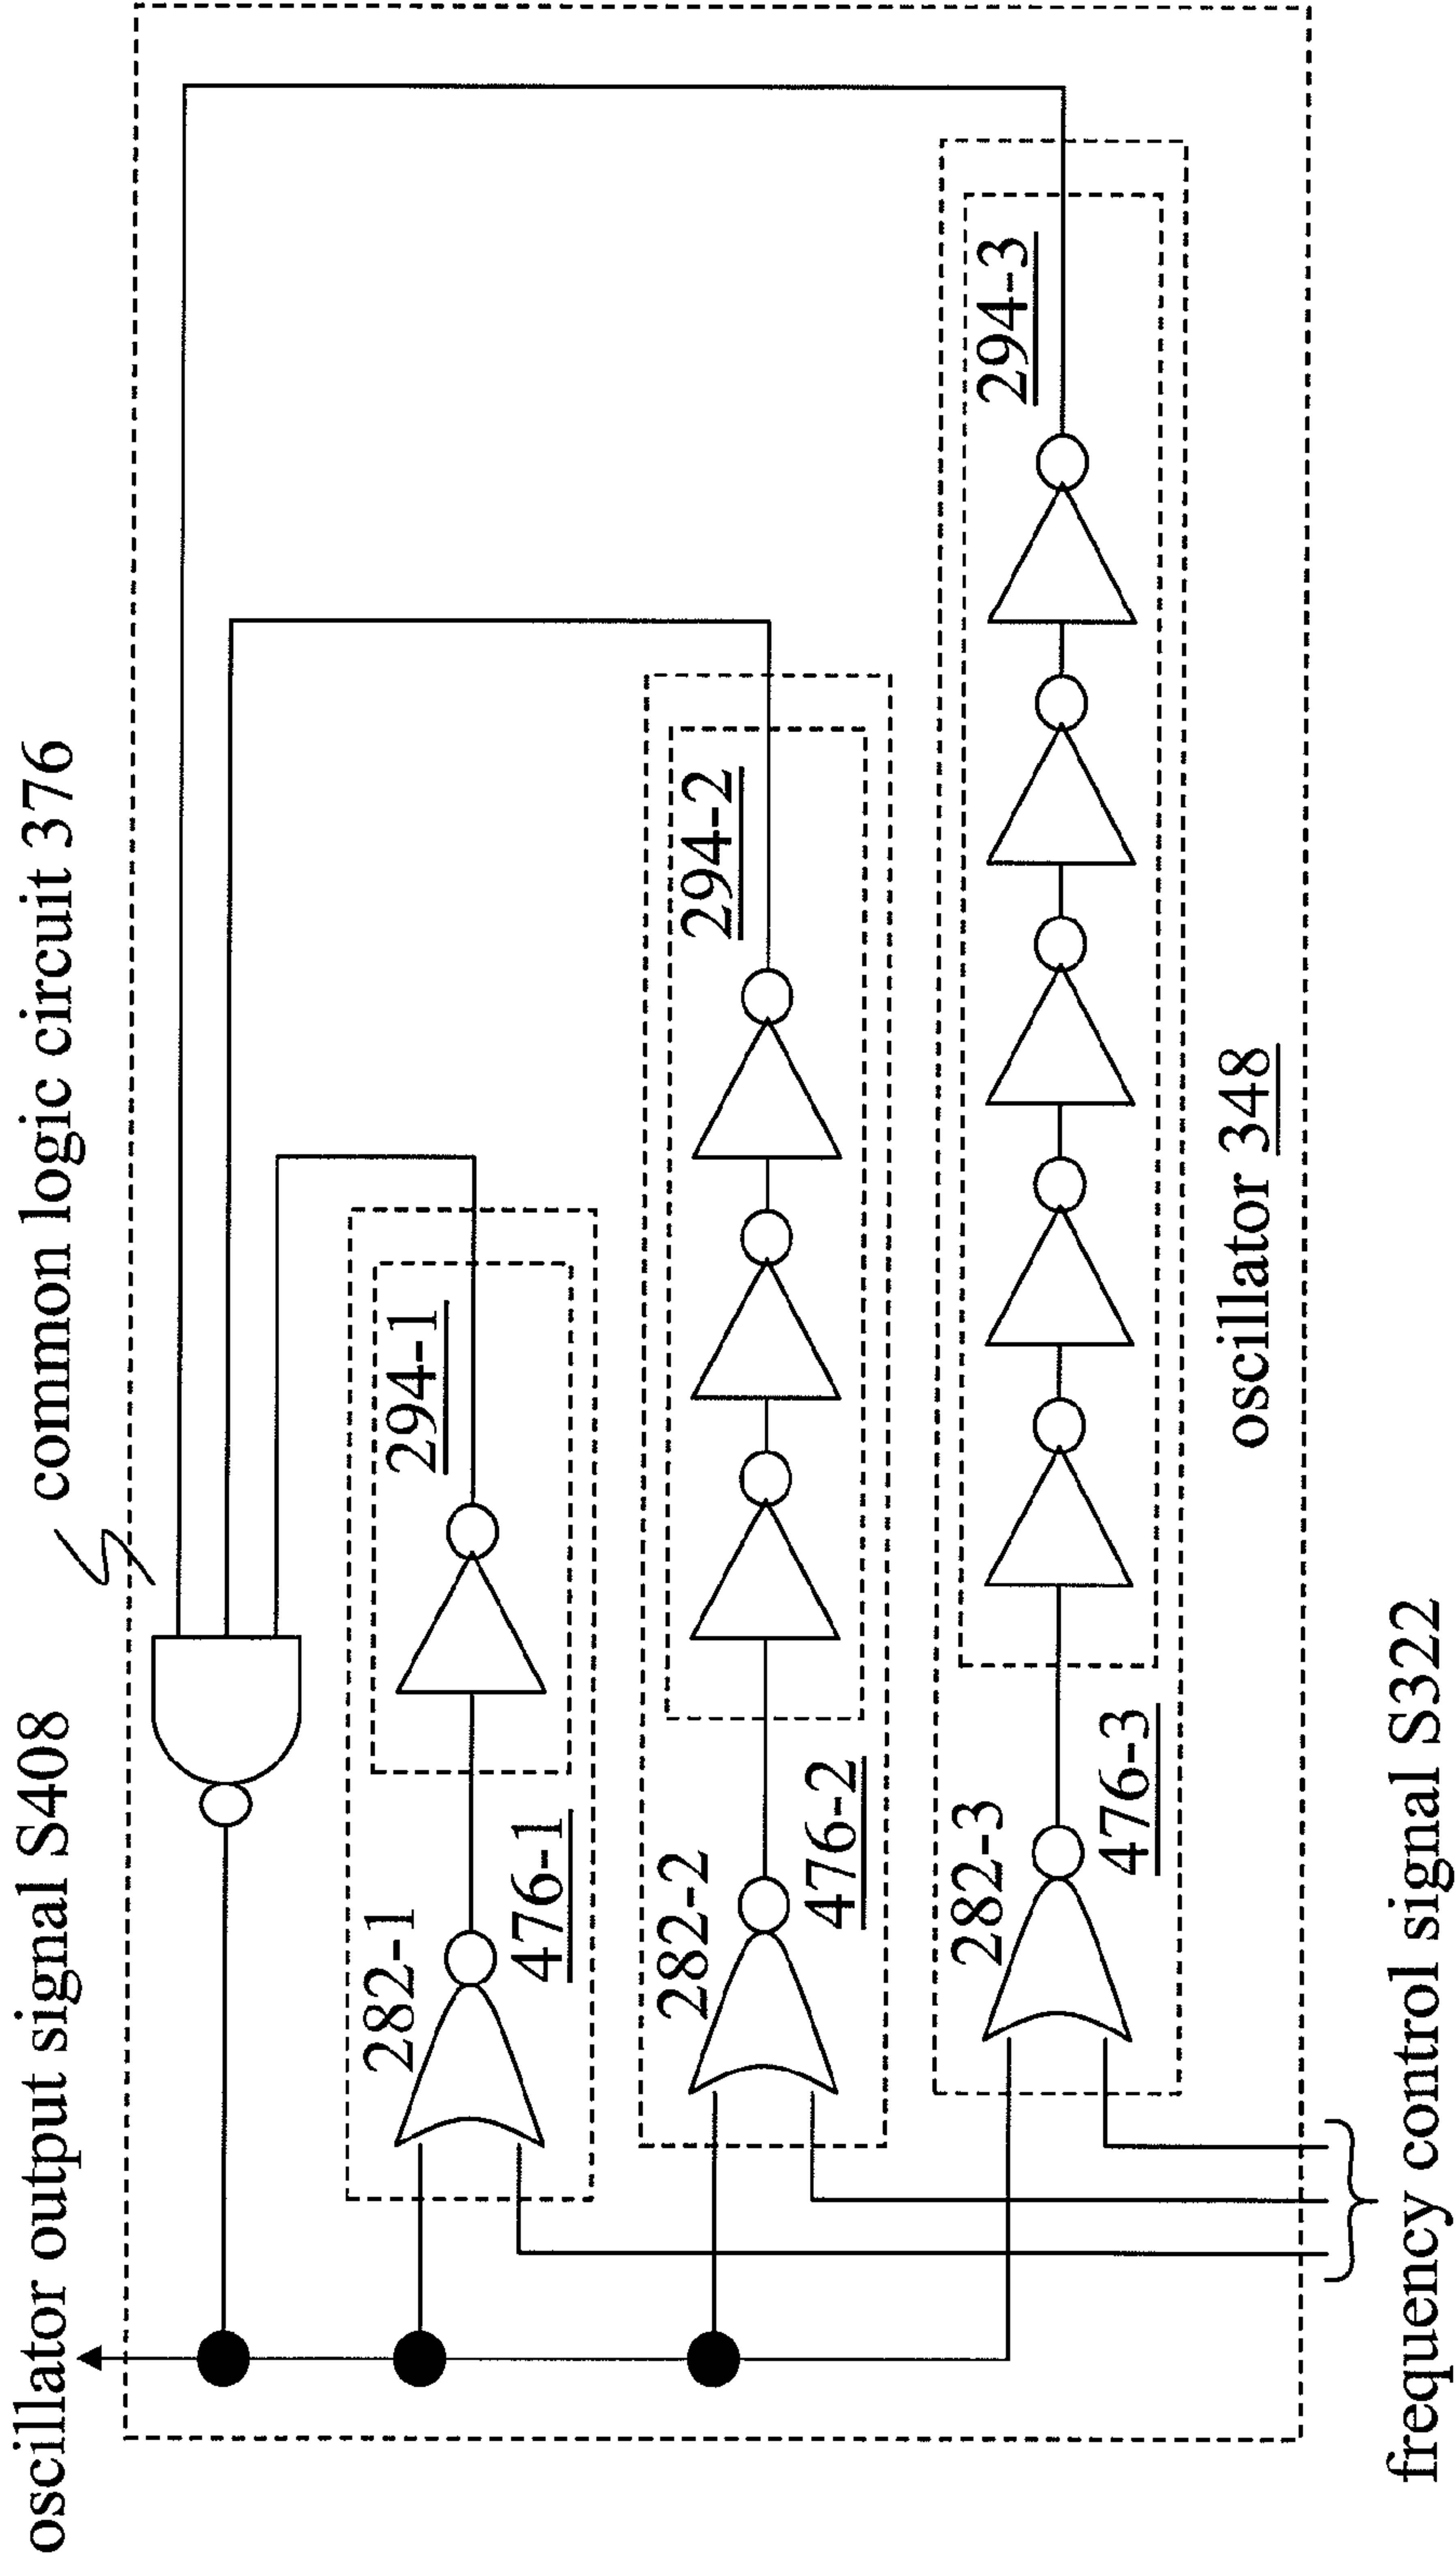 oscillator output signal S408
common logic circuit 376
282-1
294-1
476-1
282-2
294-2
476-2
282-3
294-3
476-3
oscillator 348
frequency control signal S322